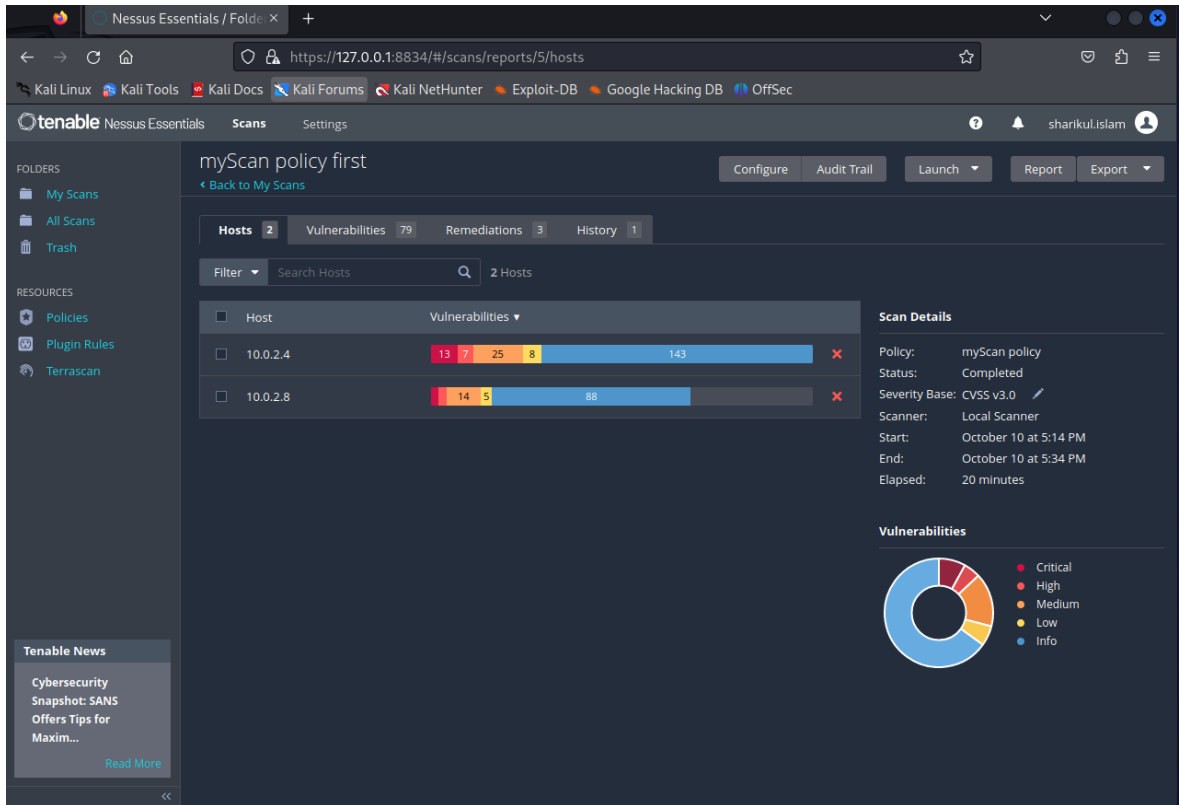 Nessus Essentials / Folde
https://127.0.0.1:8834/#/scans/reports/5/hosts
Kali Linux Kali Tools Kali Docs Kali Forums Kali NetHunter Exploit-DB Google Hacking DB OffSec
tenable Nessus Essentials Scans Settings sharikul.islam
FOLDERS
My Scans
All Scans
Trash
RESOURCES
Policies
Plugin Rules
Terrascan
Tenable News
Cybersecurity
Snapshot: SANS
Offers Tips for
Maxim...
Read More
myScan policy first
Back to My Scans
Configure Audit Trail Launch Report Export
Hosts 2 Vulnerabilities 79 Remediations 3 History 1
Filter Search Hosts 2 Hosts
Host Vulnerabilities
10.0.2.4 13 7 25 8 143
10.0.2.8 14 5 88
Scan Details
Policy: myScan policy
Status: Completed
Severity Base: CVSS v3.0
Scanner: Local Scanner
Start: October 10 at 5:14 PM
End: October 10 at 5:34 PM
Elapsed: 20 minutes
Vulnerabilities
Critical
High
Medium
Low
Info